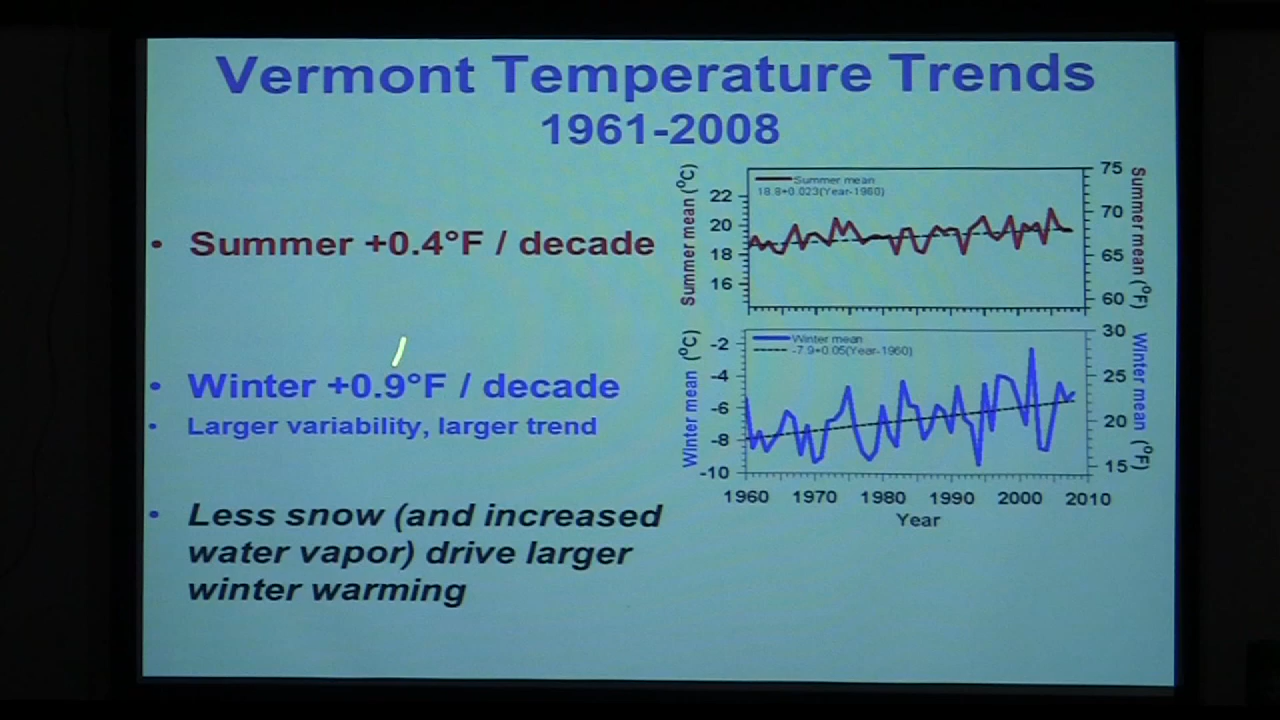 Vermont Temperature Trends
1961-2008
• Summer +0.4°F / decade
• Winter +0.9°F / decade
• Larger variability, larger trend
• Less snow (and increased
water vapor) drive larger
winter warming
Summer mean
18.8+0.023(Year-1960)
Summer mean (°C)
22
20
18
16
75
70
65
60
Summer mean (°F)
Winter mean
-7.9+0.05(Year-1960)
Winter mean (°C)
-2
-4
-6
-8
-10
30
25
20
15
Winter mean (°F)
1960 1970 1980 1990 2000 2010
Year